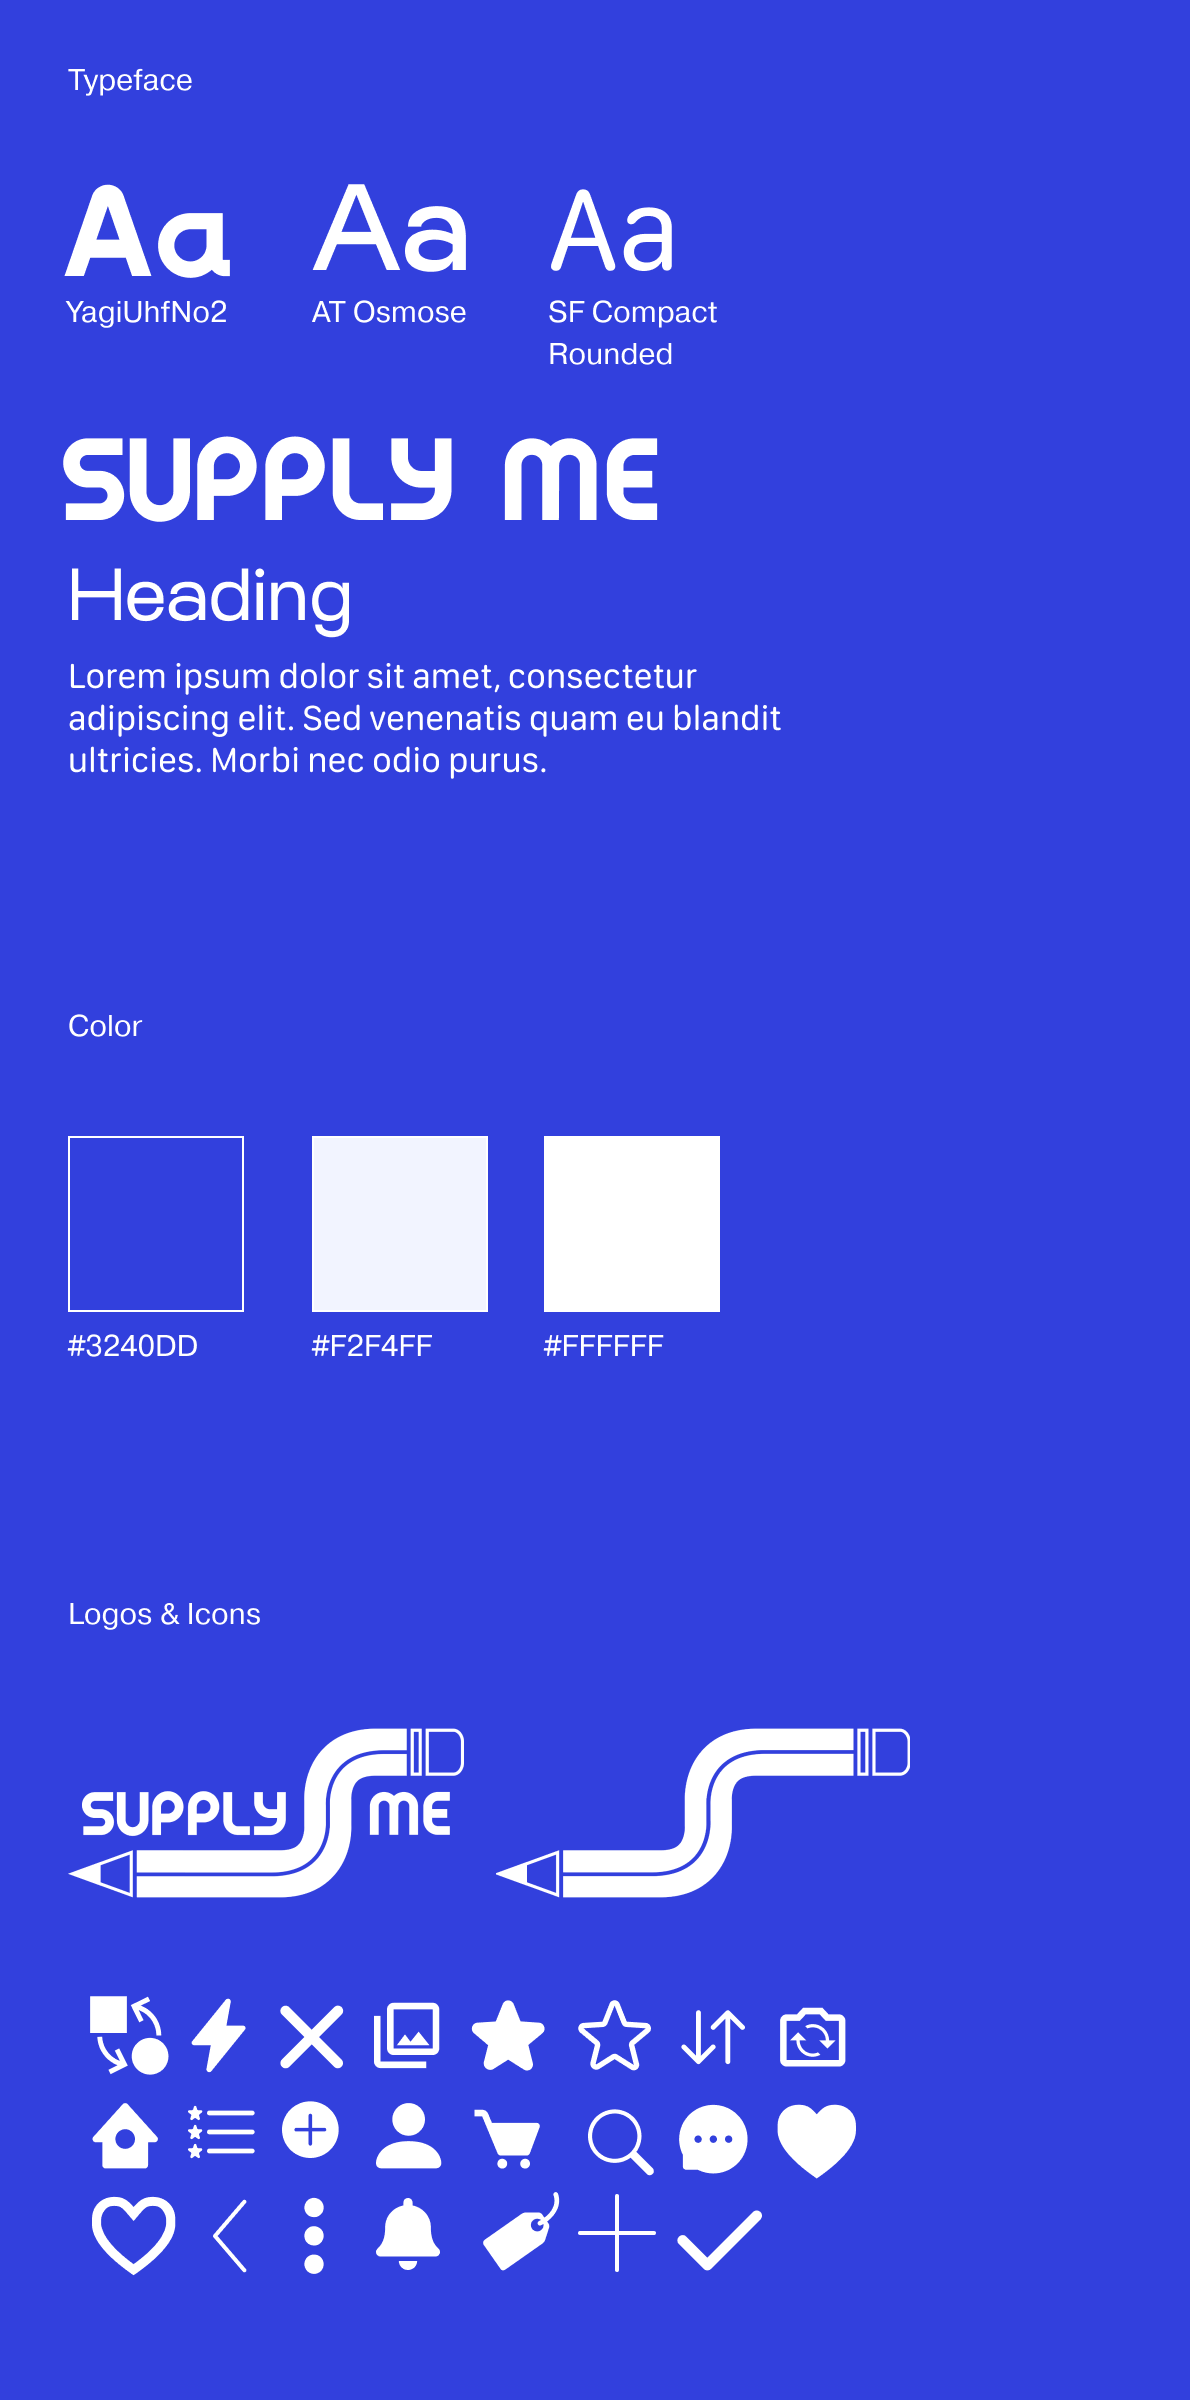 Typeface
Aa Aa Aa
YagiUhfNo2 AT Osmose SF Compact
Rounded
SUPPLY ME
Heading
Lorem ipsum dolor sit amet, consectetur
adipiscing elit. Sed venenatis quam eu blandit
ultricies. Morbi nec odio purus.
Color
#3240DD #F2F4FF #FFFFFF
Logos & Icons
SUPPLY ME